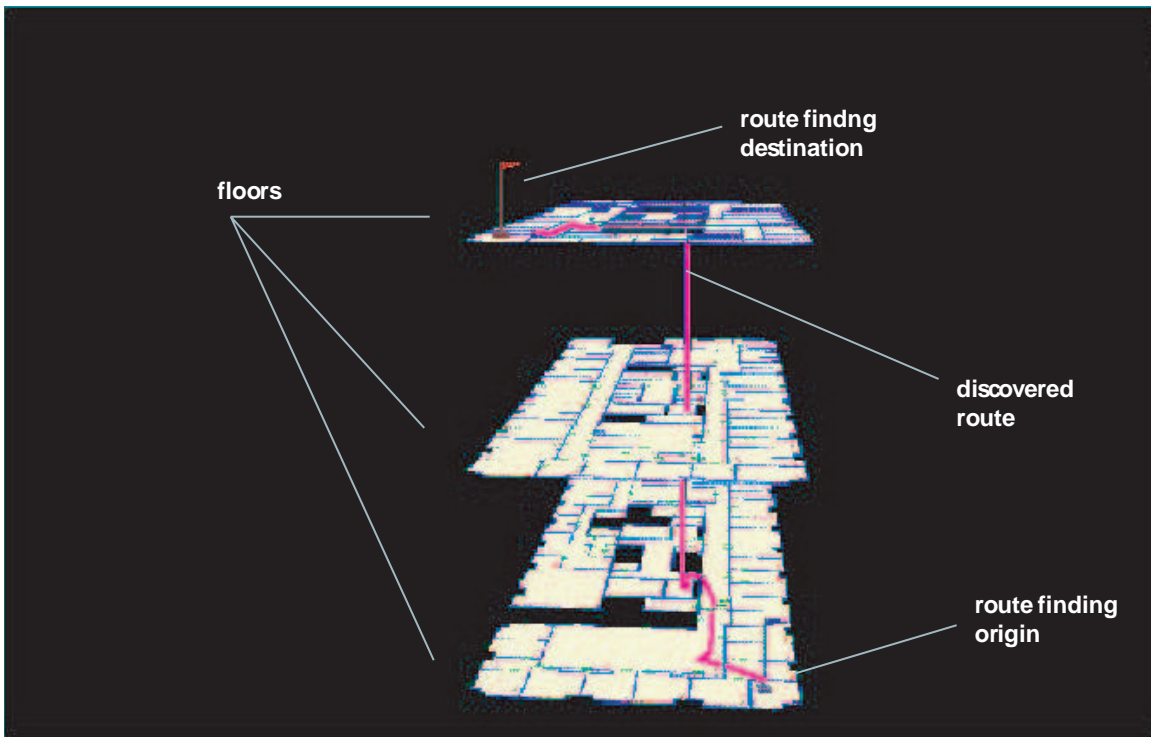 route findng
destination
floors
discovered
route
route finding
origin